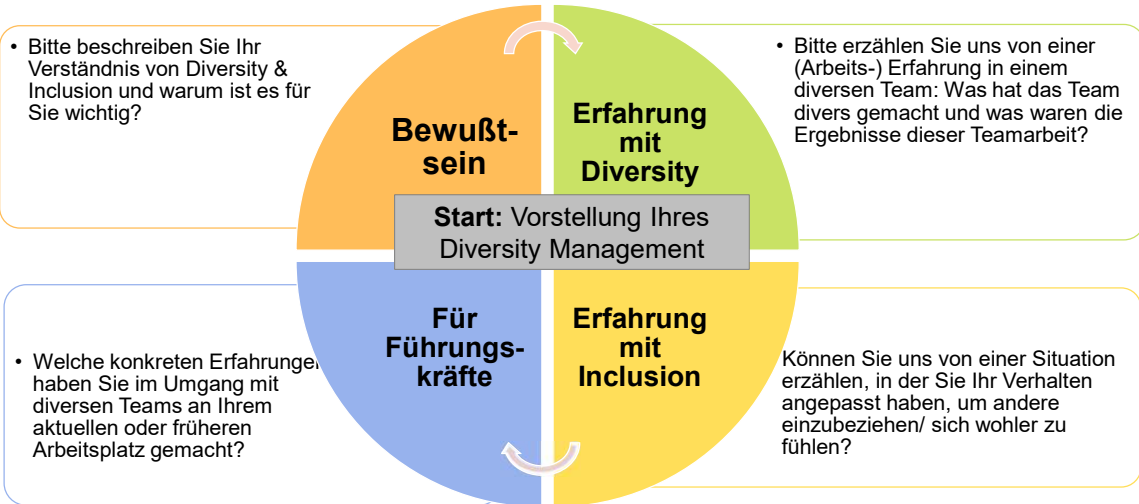 • Bitte beschreiben Sie Ihr
Verständnis von Diversity &
Inclusion und warum ist es für
Sie wichtig?
Bewußt-
sein
Erfahrung
mit
Diversity
• Bitte erzählen Sie uns von einer
(Arbeits-) Erfahrung in einem
diversen Team: Was hat das Team
divers gemacht und was waren die
Ergebnisse dieser Teamarbeit?
Start: Vorstellung Ihres
Diversity Management
• Welche konkreten Erfahrungen
haben Sie im Umgang mit
diversen Teams an Ihrem
aktuellen oder früheren
Arbeitsplatz gemacht?
Für
Führungs-
kräfte
Erfahrung
mit
Inclusion
Können Sie uns von einer Situation
erzählen, in der Sie Ihr Verhalten
angepasst haben, um andere
einzubeziehen/ sich wohler zu
fühlen?